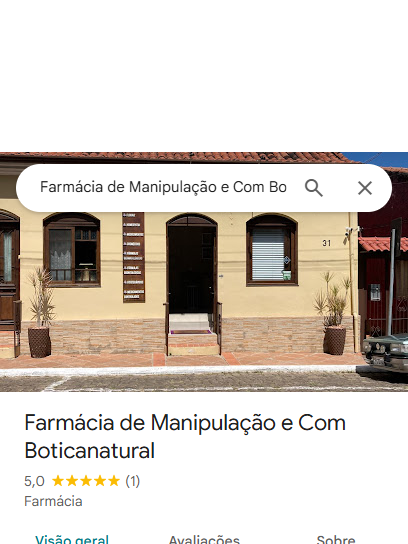 Farmácia de Manipulação e Com Bo
31
Farmácia de Manipulação e Com
Boticanatural
5,0 (1)
Farmácia
Visão geral
Avaliações
Sobre